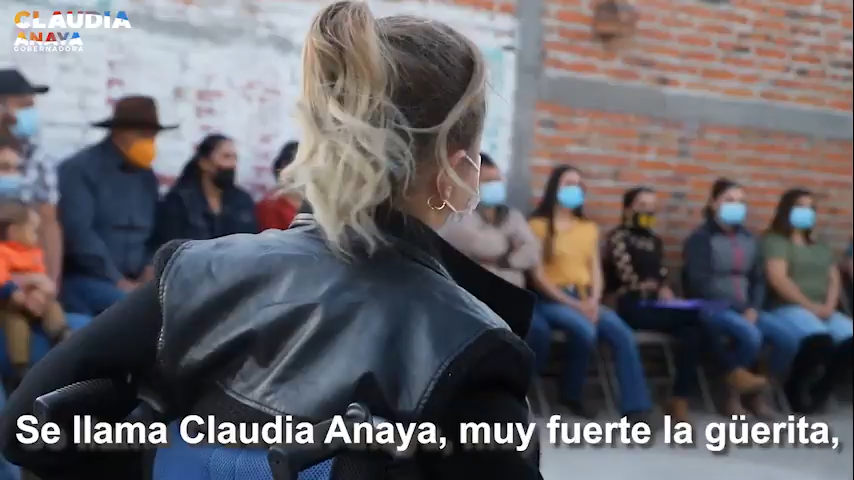 CLAUDIA
ANAYA
GOBERNADORA
Se llama Claudia Anaya, muy fuerte la güerita,